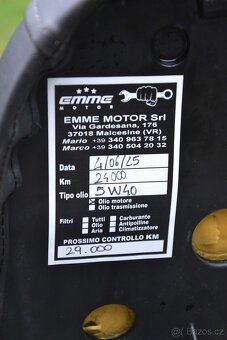 EMME
MOTOR
EMME MOTOR Srl
Via Gardesana, 176
37018 Malcesine (VR)
Mario +39 340 963 78 15
Marco +39 340 504 20 32
Data 4/06/25
Km 24000
Tipo olio 5W40
Olio motore
Olio trasmissione
Filtri Tutti Carburante
Olio Antipolline
Aria Climatizzatore
PROSSIMO CONTROLLO KM
29.000
Sbazos.cz